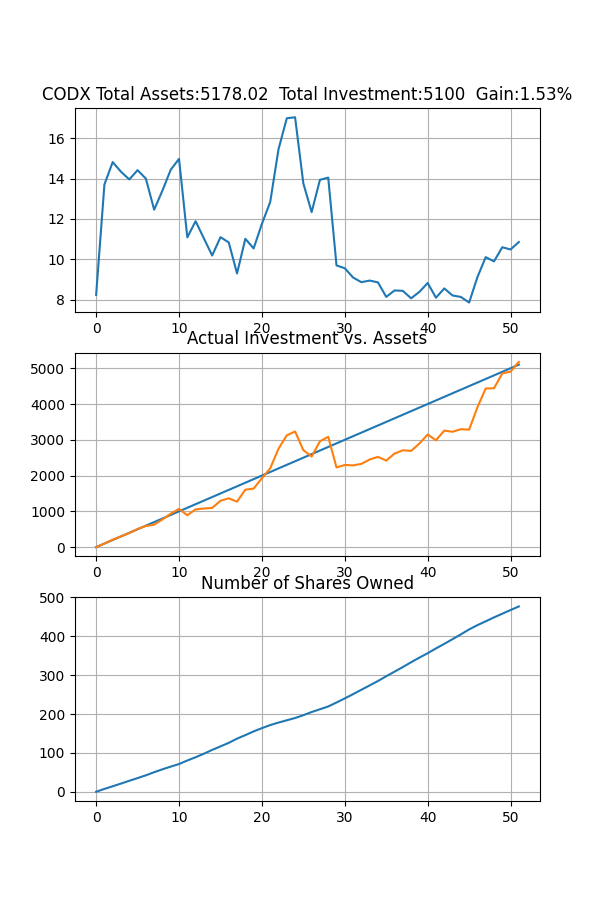 CODX Total Assets:5178.02  Total Investment:5100  Gain:1.53%
16
14
12
10
8
0 10 20 30 40 50
Actual Investment vs. Assets
5000
4000
3000
2000
1000
0
0 10 20 30 40 50
Number of Shares Owned
500
400
300
200
100
0
0 10 20 30 40 50